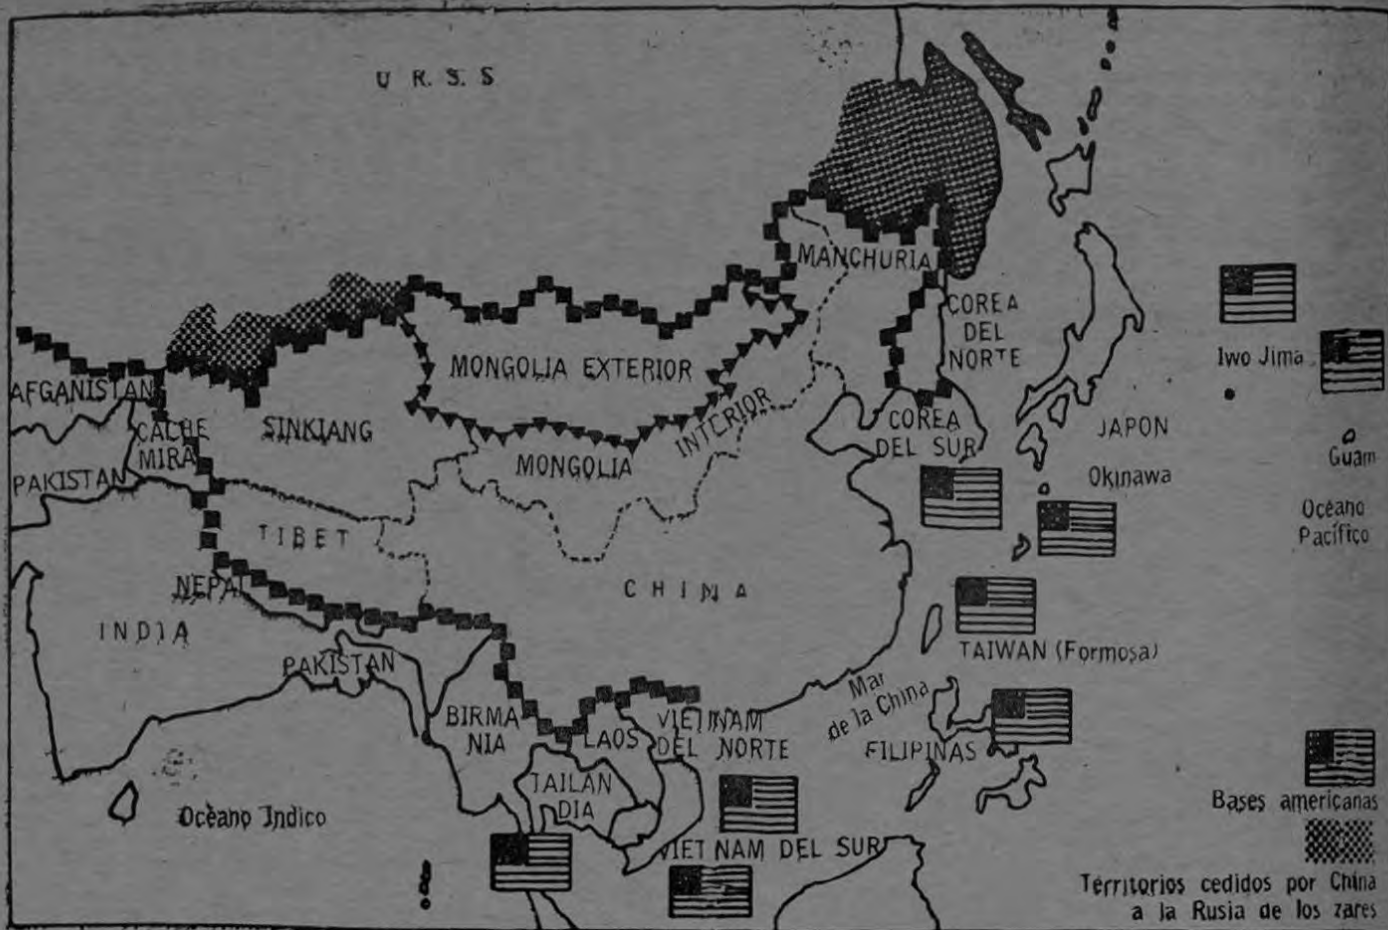 U R. S. S
MANCHURIA
COREA
DEL
NORTE
MONGOLIA EXTERIOR
Iwo Jima
AFGANISTAN
CACHE
MIRA
SINKIANG
INTERIOR
COREA
DEL SUR
JAPON
MONGOLIA
Guam
PAKISTAN
Okinawa
Océano
Pacífico
TIBET
NEPAL
CHINA
INDIA
TAIWAN (Formosa)
PAKISTAN
Mar
de la China
BIRMA
NIA
LAOS
VIETNAM
DEL NORTE
FILIPINAS
TAILAN
DIA
Océano Indico
Bases americanas
VIET NAM DEL SUR
Térritorios cedidos por China
a la Rusia de los zares